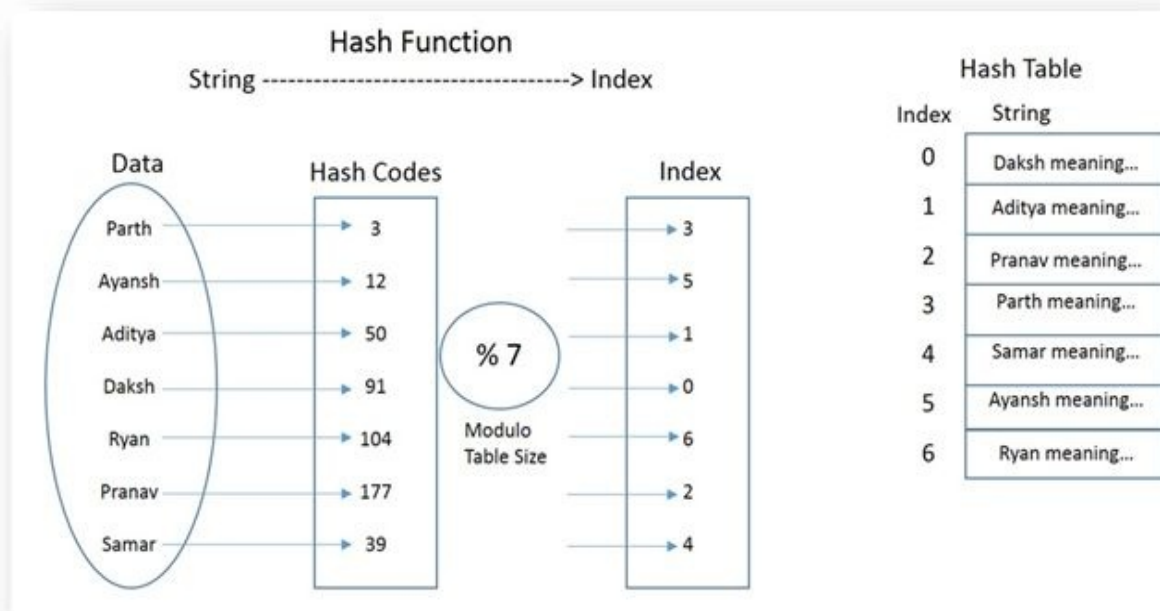 Hash Function
String ----------------------------------> Index
Data
Hash Codes
Index
Parth 3 3
Ayansh 12 5
Aditya 50 1
Daksh 91 0
Ryan 104 6
Pranav 177 2
Samar 39 4
% 7
Modulo
Table Size
Hash Table
Index String
0 Daksh meaning...
1 Aditya meaning...
2 Pranav meaning...
3 Parth meaning...
4 Samar meaning...
5 Ayansh meaning...
6 Ryan meaning...